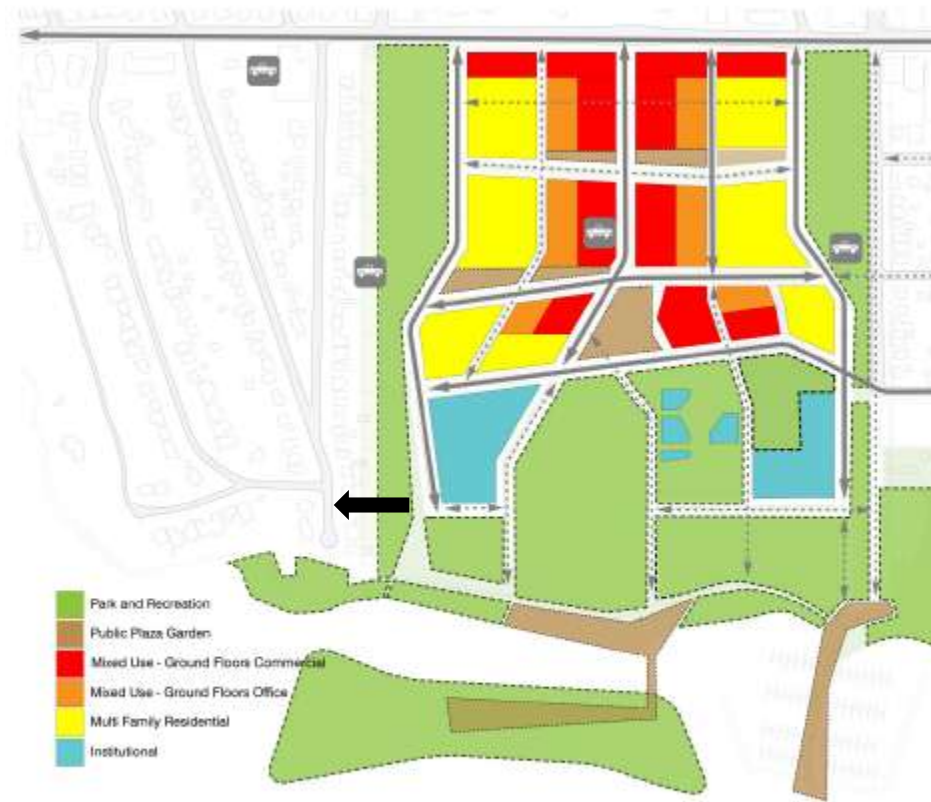 Park and Recreation
Public Plaza Garden
Mixed Use - Ground Floors Commercial
Mixed Use - Ground Floors Office
Multi Family Residential
Institutional